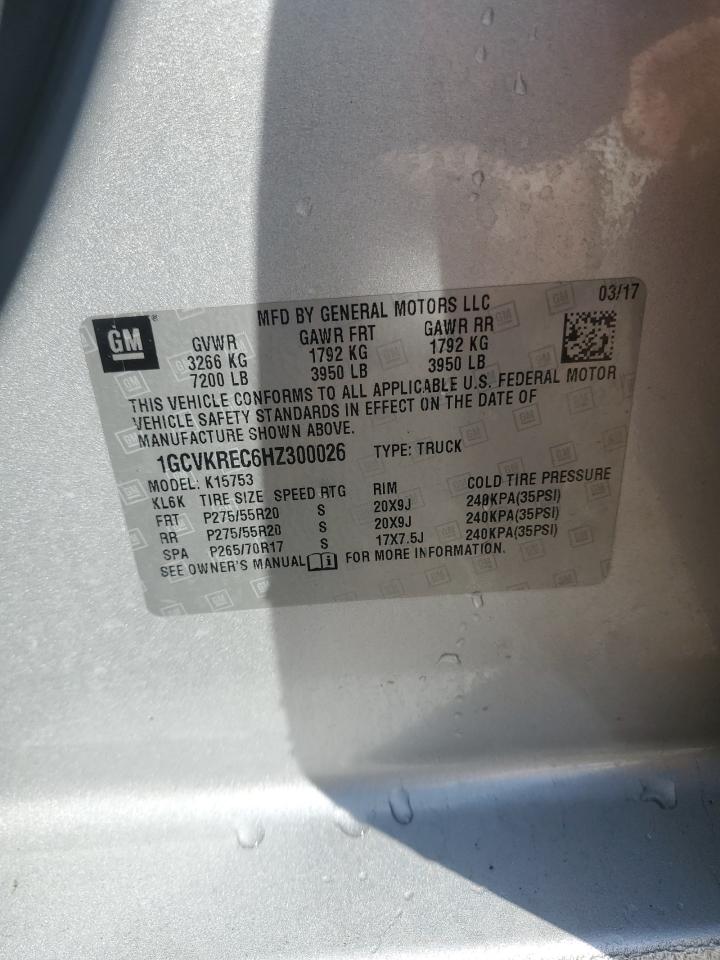 GM
MFD BY GENERAL MOTORS LLC 03/17
GVWR GAWR FRT GAWR RR
3266 KG 1792 KG 1792 KG
7200 LB 3950 LB 3950 LB
THIS VEHICLE CONFORMS TO ALL APPLICABLE U.S. FEDERAL MOTOR
VEHICLE SAFETY STANDARDS IN EFFECT ON THE DATE OF
MANUFACTURE SHOWN ABOVE.
1GCVKREC6HZ300026 TYPE: TRUCK
MODEL: K15753
KL6K TIRE SIZE SPEED RTG RIM COLD TIRE PRESSURE
FRT P275/55R20 S 20X9J 240KPA(35PSI)
RR P275/55R20 S 20X9J 240KPA(35PSI)
SPA P265/70R17 S 17X7.5J 240KPA(35PSI)
SEE OWNER'S MANUAL i FOR MORE INFORMATION.